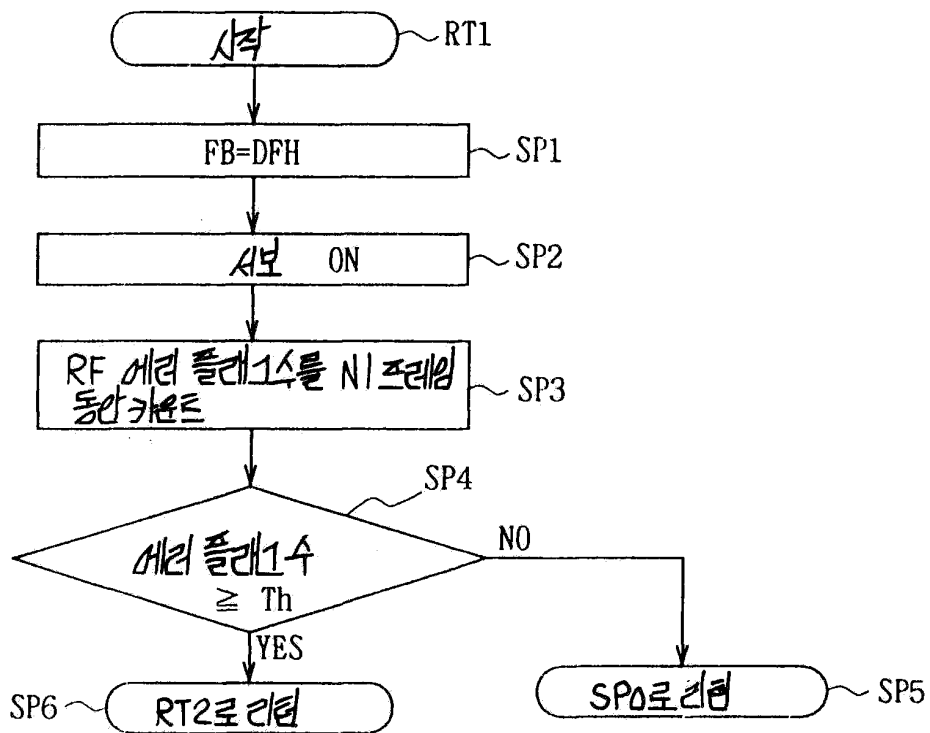 시작 RT1
FB=DFH SP1
서보 ON SP2
RF 에러 플래그수를 N1프레임
동안카운트 SP3
SP4
에러 플래그수
≧ Th
NO
YES
SP6 RT2로리턴
SP0로리턴 SP5